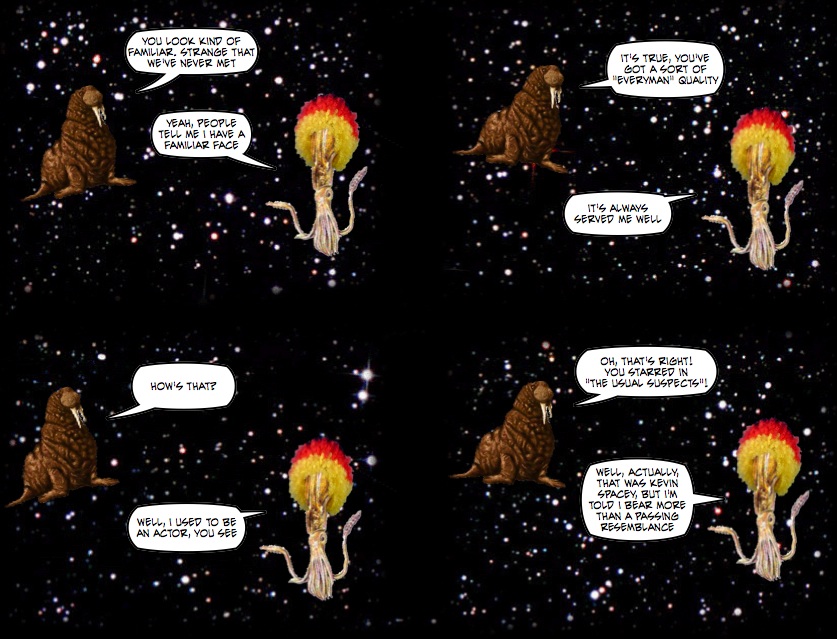 YOU LOOK KIND OF
FAMILIAR. STRANGE THAT
WE'VE NEVER MET
YEAH, PEOPLE
TELL ME I HAVE A
FAMILIAR FACE
IT'S TRUE, YOU'VE
GOT A SORT OF
"EVERYMAN" QUALITY
IT'S ALWAYS
SERVED ME WELL
HOW'S THAT?
WELL, I USED TO BE
AN ACTOR, YOU SEE
OH, THAT'S RIGHT!
YOU STARRED IN
"THE USUAL SUSPECTS"!
WELL, ACTUALLY,
THAT WAS KEVIN
SPACEY, BUT I'M
TOLD I BEAR MORE
THAN A PASSING
RESEMBLANCE